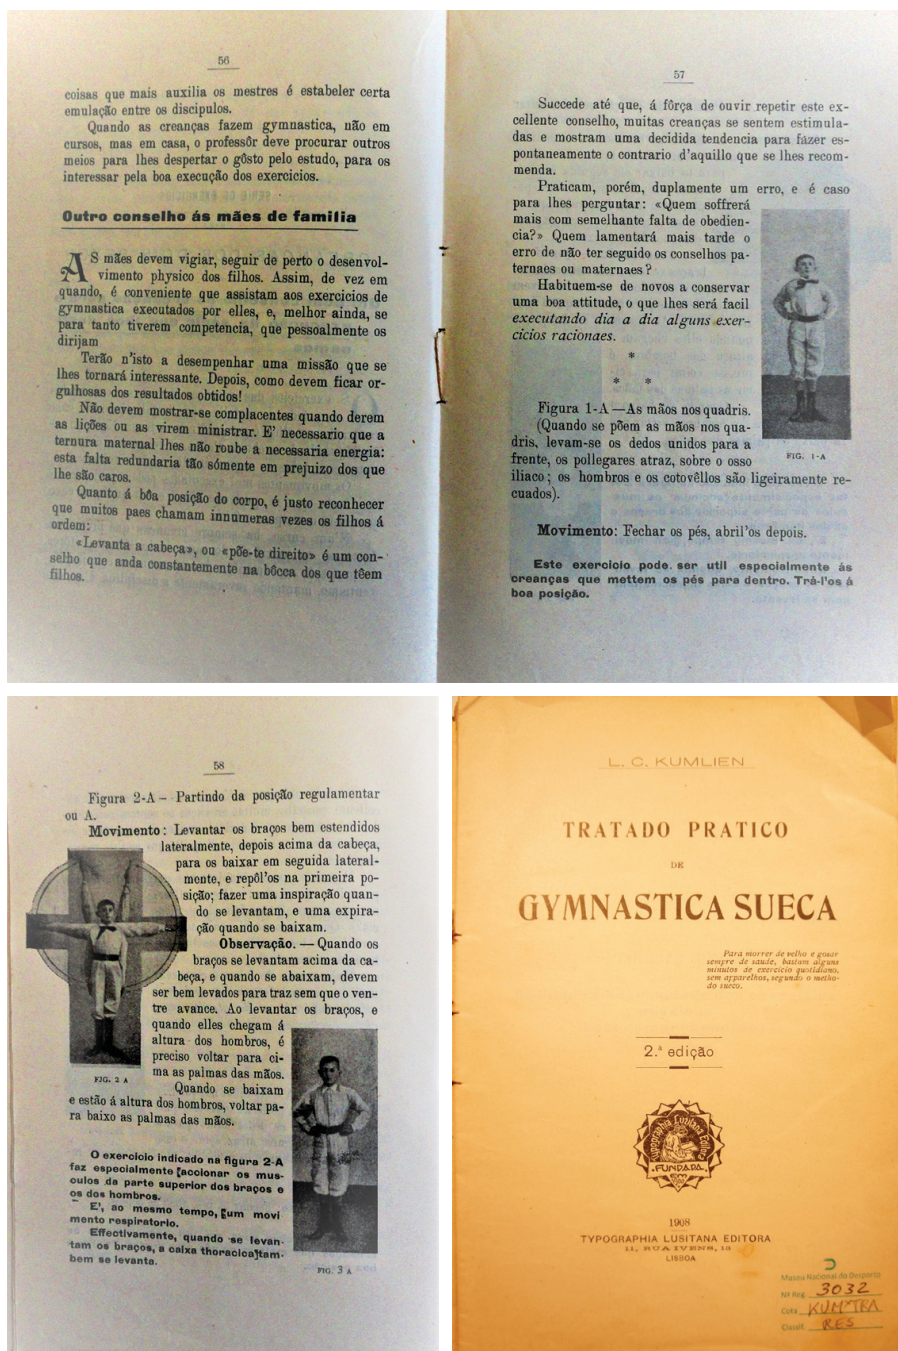 56
coisas que mais auxilia os mestres é estabeler certa
emulação entre os discipulos.
Quando as creanças fazem gymnastica, não em
cursos, mas em casa, o professôr deve procurar outros
meios para lhes despertar o gôsto pelo estudo, para os
interessar pela boa execução dos exercicios.
Outro conselho ás mães de familia
AS mães devem vigiar, seguir de perto o desenvol-
vimento physico dos filhos. Assim, de vez em
quando, é conveniente que assistam aos exercicios de
gymnastica executados por elles, e, melhor ainda, se
para tanto tiverem competencia, que pessoalmente os
dirijam
Terão n'isto a desempenhar uma missão que se
lhes tornará interessante. Depois, como devem ficar or-
gulhosas dos resultados obtidos!
Não devem mostrar-se complacentes quando derem
as lições ou as virem ministrar. E' necessario que a
ternura maternal lhes não roube a necessaria energia:
esta falta redundaria tão sómente em prejuizo dos que
lhe são caros.
Quanto á bôa posição do corpo, é justo reconhecer
que muitos paes chamam innumeras vezes os filhos á
ordem:
«Levanta a cabeça», ou «põe-te direito» é um con-
selho que anda constantemente na bôcca dos que têem
filhos.
57
Succede até que, á fôrça de ouvir repetir este ex-
cellente conselho, muitas creanças se sentem estimula-
das e mostram uma decidida tendencia para fazer es-
pontaneamente o contrario d'aquillo que se lhes recom-
menda.
Praticam, porém, duplamente um erro, e é caso
para lhes perguntar: «Quem soffrerá
mais com semelhante falta de obedien-
cia?» Quem lamentará mais tarde o
erro de não ter seguido os conselhos pa-
ternaes ou maternaes?
Habituem-se de novos a conservar
uma boa attitude, o que lhes será facil
executando dia a dia alguns exer-
cicios racionaes.
*
* *
Figura 1-A—As mãos nos quadris.
(Quando se põem as mãos nos qua-
dris, levam-se os dedos unidos para a
frente, os pollegares atraz, sobre o osso
iliaco; os hombros e os cotovêllos são ligeiramente re-
cuados).
FIG. 1-A
Movimento: Fechar os pés, abril'os depois.
Este exercicio pode ser util especialmente ás
creanças que mettem os pés para dentro. Trá-l'os á
boa posição.
58
Figura 2-A – Partindo da posição regulamentar
ou A.
Movimento: Levantar os braços bem estendidos
lateralmente, depois acima da cabeça,
para os baixar em seguida lateral-
mente, e repôl'os na primeira po-
sição; fazer uma inspiração quan-
do se levantam, e uma expira-
ção quando se baixam.
Observação. — Quando os
braços se levantam acima da ca-
beça, e quando se abaixam, devem
ser bem levados para traz sem que o ven-
tre avance. Ao levantar os braços, e
quando elles chegam á
altura dos hombros, é
preciso voltar para ci-
ma as palmas das mãos.
Quando se baixam
e estão á altura dos hombros, voltar pa-
ra baixo as palmas das mãos.
FIG. 2 A
O exercicio indicado na figura 2-A
faz especialmente accionar os mus-
culos da parte superior dos braços e
os dos hombros.
E', ao mesmo tempo, um movi
mento respiratorio.
Effectivamente, quando se levan-
tam os braços, a caixa thoracica tam-
bem se levanta.
FIG. 3 A
L. C. KUMLIEN
TRATADO PRATICO
DE
GYMNASTICA SUECA
Para morrer de velho e gosar
sempre de saude, bastam alguns
minutos de exercicio quotidiano,
sem apparelhos, segundo o metho-
do sueco.
2.ª edição
Typographia Lusitana Editora
FUNDADA
1908
TYPOGRAPHIA LUSITANA EDITORA
11, RUA IVENS, 13
LISBOA
Museu Nacional do Desporto
Nº Reg. 3032
Cota KUM*TRA
Classif. RES